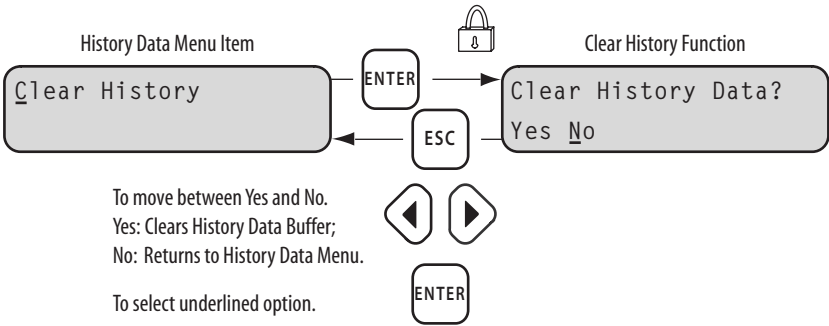 History Data Menu Item
Clear History Function
Clear History
ENTER
Clear History Data?
Yes No
ESC
To move between Yes and No.
Yes: Clears History Data Buffer;
No: Returns to History Data Menu.
To select underlined option.
ENTER